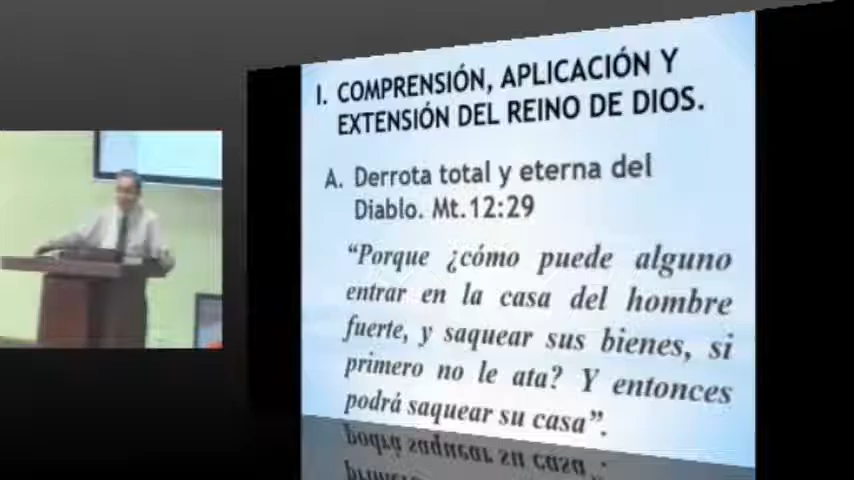 I. COMPRENSIÓN, APLICACIÓN Y
EXTENSIÓN DEL REINO DE DIOS.
A. Derrota total y eterna del
Diablo. Mt.12:29
“Porque ¿cómo puede alguno
entrar en la casa del hombre
fuerte, y saquear sus bienes, si
primero no le ata? Y entonces
podrá saquear su casa”.